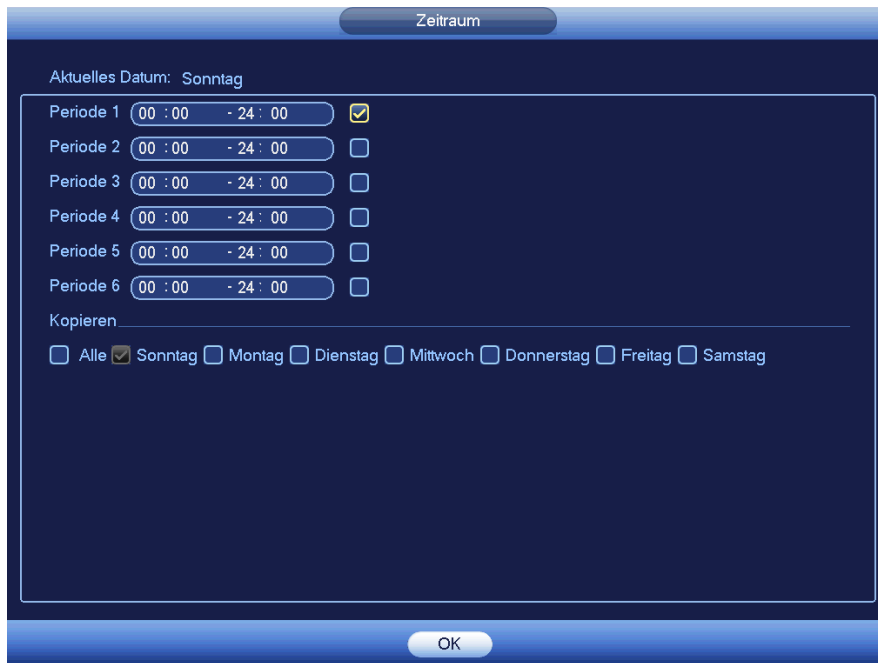 Zeitraum
Aktuelles Datum: Sonntag
Periode 1 00 :00 - 24 : 00
Periode 2 00 :00 - 24 : 00
Periode 3 00 :00 - 24 : 00
Periode 4 00 :00 - 24 : 00
Periode 5 00 :00 - 24 : 00
Periode 6 00 :00 - 24 : 00
Kopieren
Alle Sonntag Montag Dienstag Mittwoch Donnerstag Freitag Samstag
OK